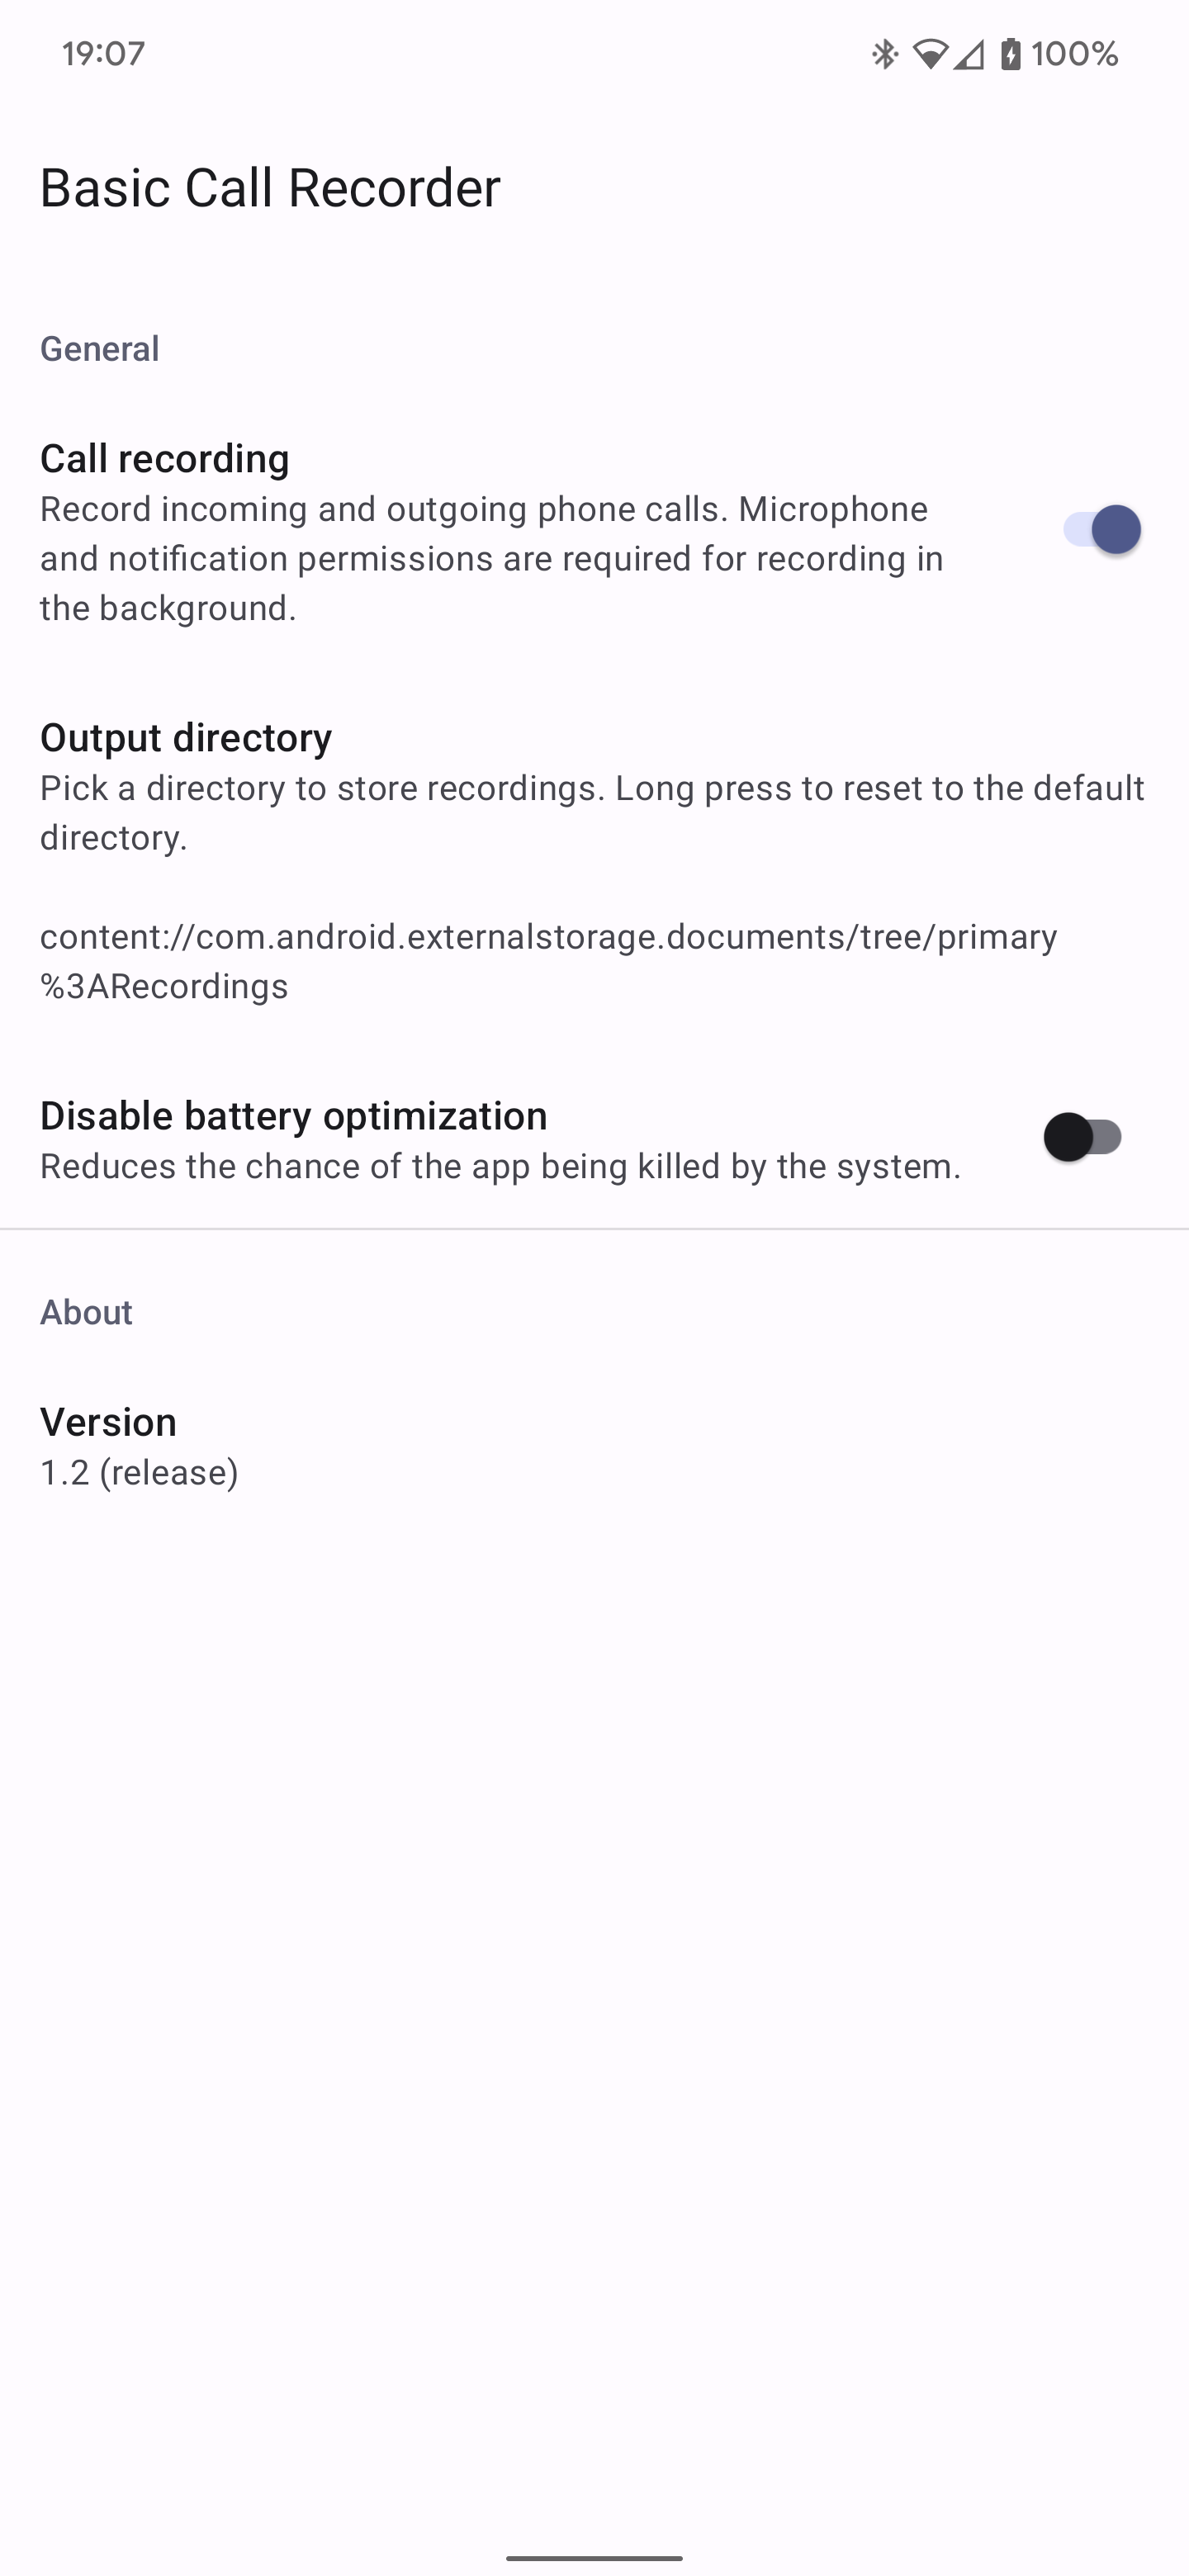 19:07
100%
Basic Call Recorder
General
Call recording
Record incoming and outgoing phone calls. Microphone
and notification permissions are required for recording in
the background.
Output directory
Pick a directory to store recordings. Long press to reset to the default
directory.
content://com.android.externalstorage.documents/tree/primary
%3ARecordings
Disable battery optimization
Reduces the chance of the app being killed by the system.
About
Version
1.2 (release)